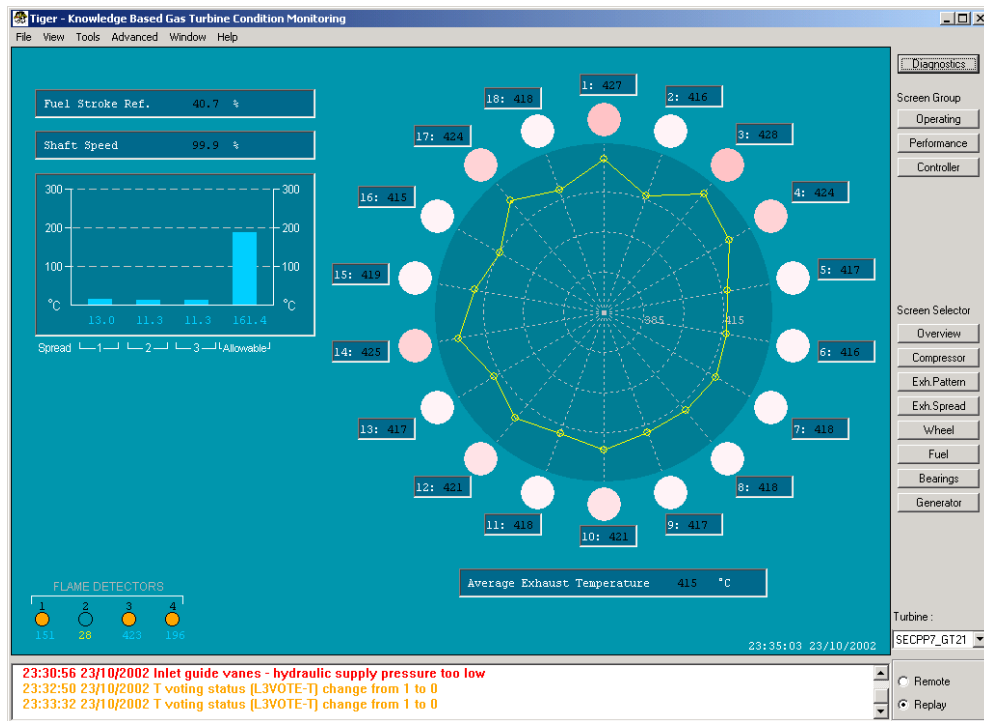 Tiger - Knowledge Based Gas Turbine Condition Monitoring
File View Tools Advanced Window Help
Fuel Stroke Ref. 40.7 %
Shaft Speed 99.9 %
300 300
200 200
100 100
°C °C
13.0 11.3 11.3 161.4
Spread 1 2 3 Allowable
1: 427
2: 416
3: 428
4: 424
5: 417
6: 416
7: 418
8: 418
9: 417
10: 421
11: 418
12: 421
13: 417
14: 425
15: 419
16: 415
17: 424
18: 418
385 415
Average Exhaust Temperature 415 °C
FLAME DETECTORS
1 2 3 4
151 28 423 196
23:35:03 23/10/2002
Diagnostics
Screen Group
Operating
Performance
Controller
Screen Selector
Overview
Compressor
Exh.Pattern
Exh.Spread
Wheel
Fuel
Bearings
Generator
Turbine :
SECPP7_GT21
Remote
Replay
23:30:56 23/10/2002 Inlet guide vanes - hydraulic supply pressure too low
23:32:50 23/10/2002 T voting status (L3VOTE-T) change from 1 to 0
23:33:32 23/10/2002 T voting status (L3VOTE-T) change from 1 to 0